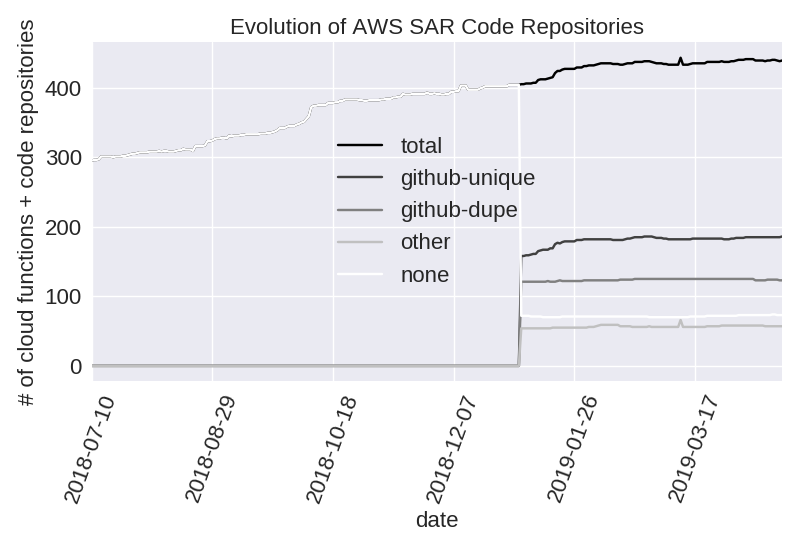 Evolution of AWS SAR Code Repositories
# of cloud functions + code repositories
400
300
200
100
0
total
github-unique
github-dupe
other
none
2018-07-10
2018-08-29
2018-10-18
2018-12-07
2019-01-26
2019-03-17
date